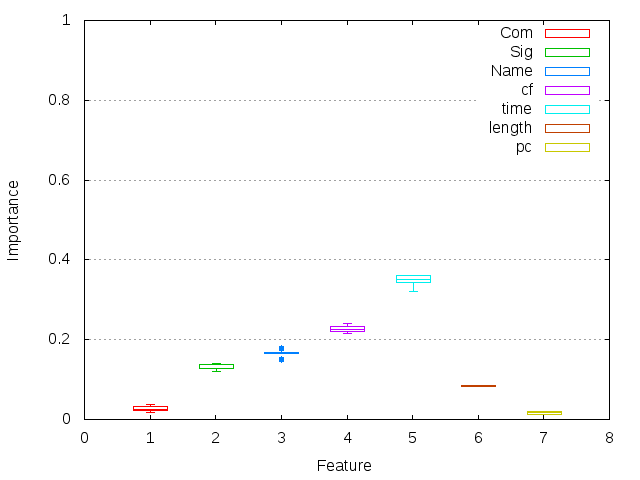 1
0.8
0.6
0.4
0.2
0
0 1 2 3 4 5 6 7 8
Importance
Feature
Com
Sig
Name
cf
time
length
pc